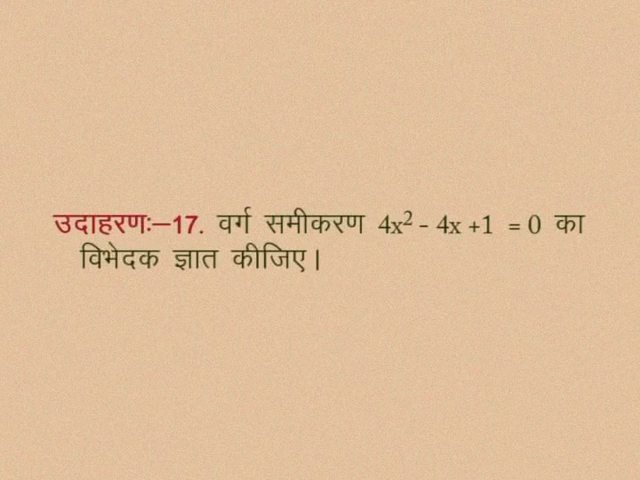 उदाहरणः–17. वर्ग समीकरण 4x² - 4x +1 = 0 का
विभेदक ज्ञात कीजिए।